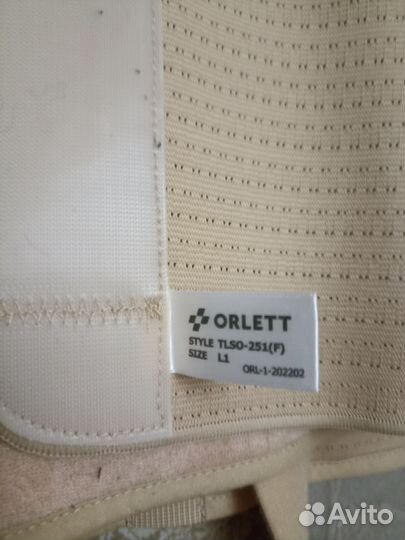 ORLETT
STYLE TLSO-251(F)
SIZE L1
ORL-1-202202
Avito